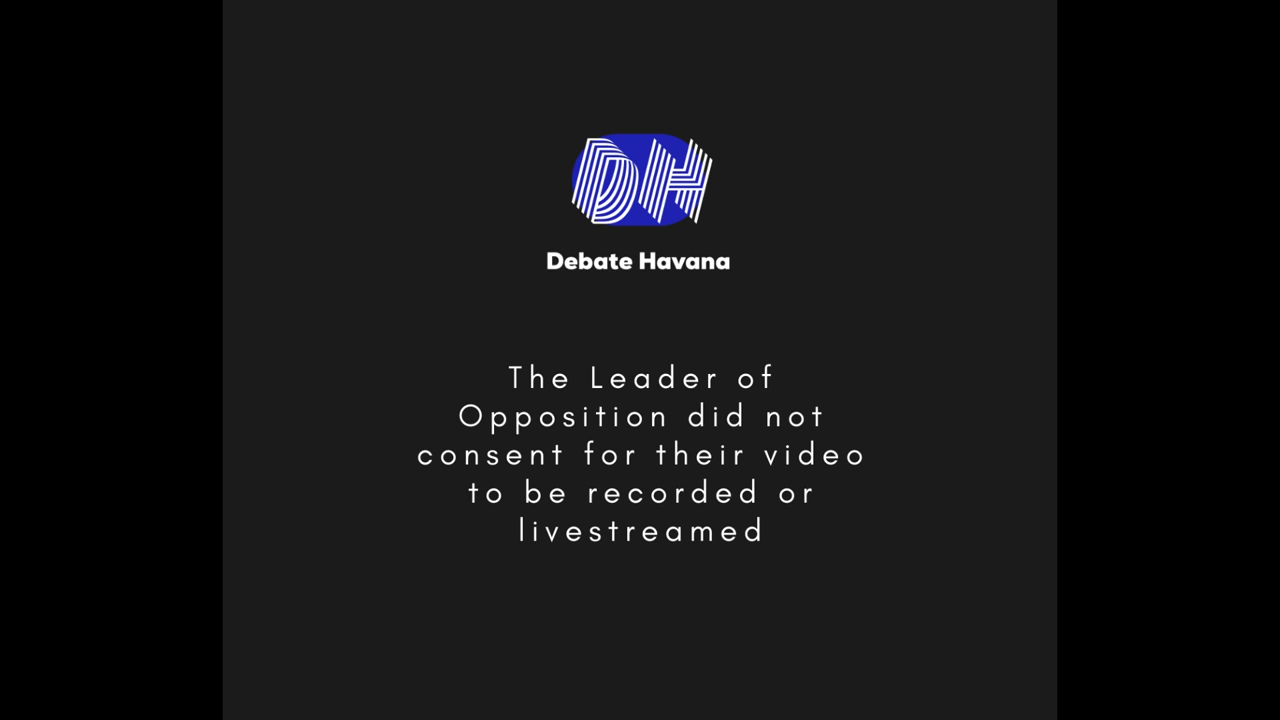 DH
Debate Havana
The Leader of
Opposition did not
consent for their video
to be recorded or
livestreamed